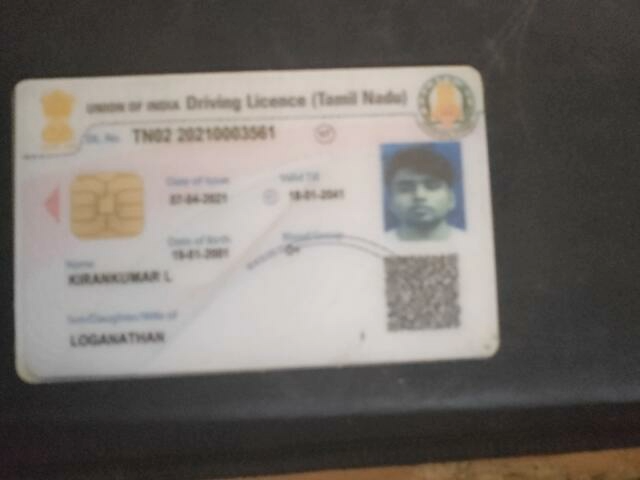 UNION OF INDIA Driving Licence (Tamil Nadu)
DL. No. TN02 20210003561
Date of Issue Valid Till
07-04-2021 18-01-2041
Date of Birth Blood Group
19-01-2001 O+
Name
KIRANKUMAR L
Son/Daughter/Wife of
LOGANATHAN